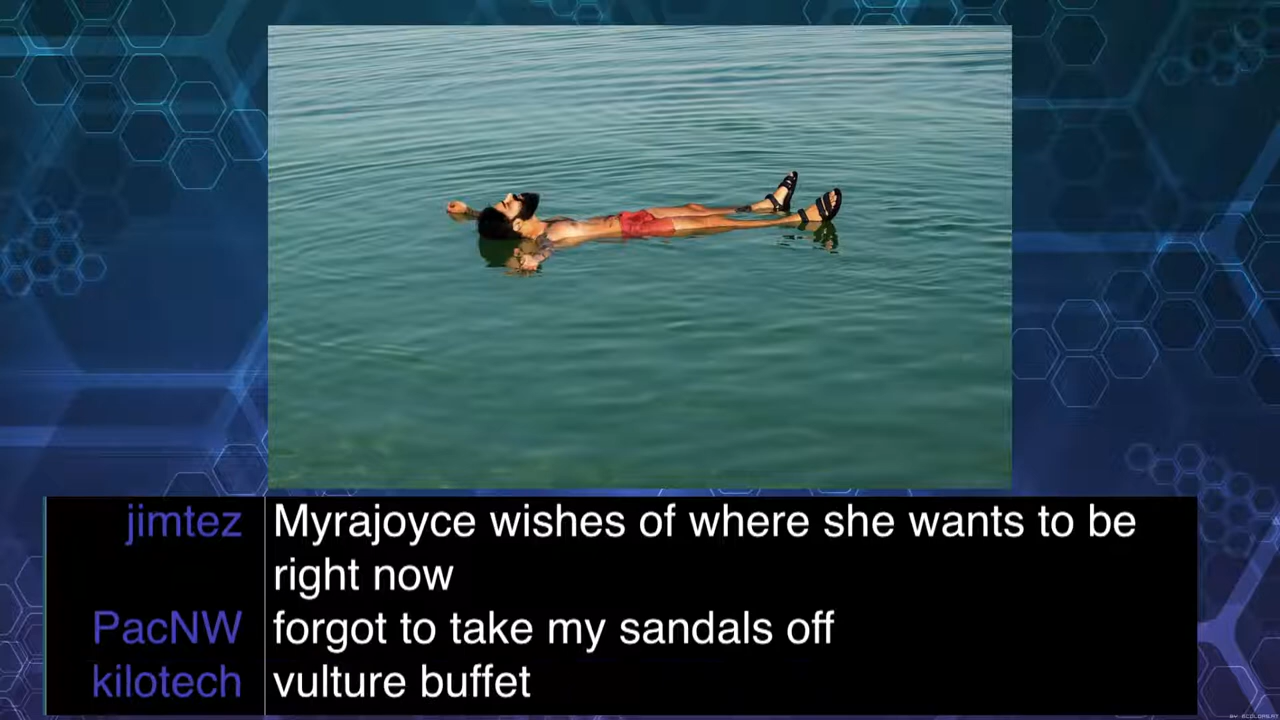 jimtez Myrajoyce wishes of where she wants to be
right now
PacNW forgot to take my sandals off
kilotech vulture buffet